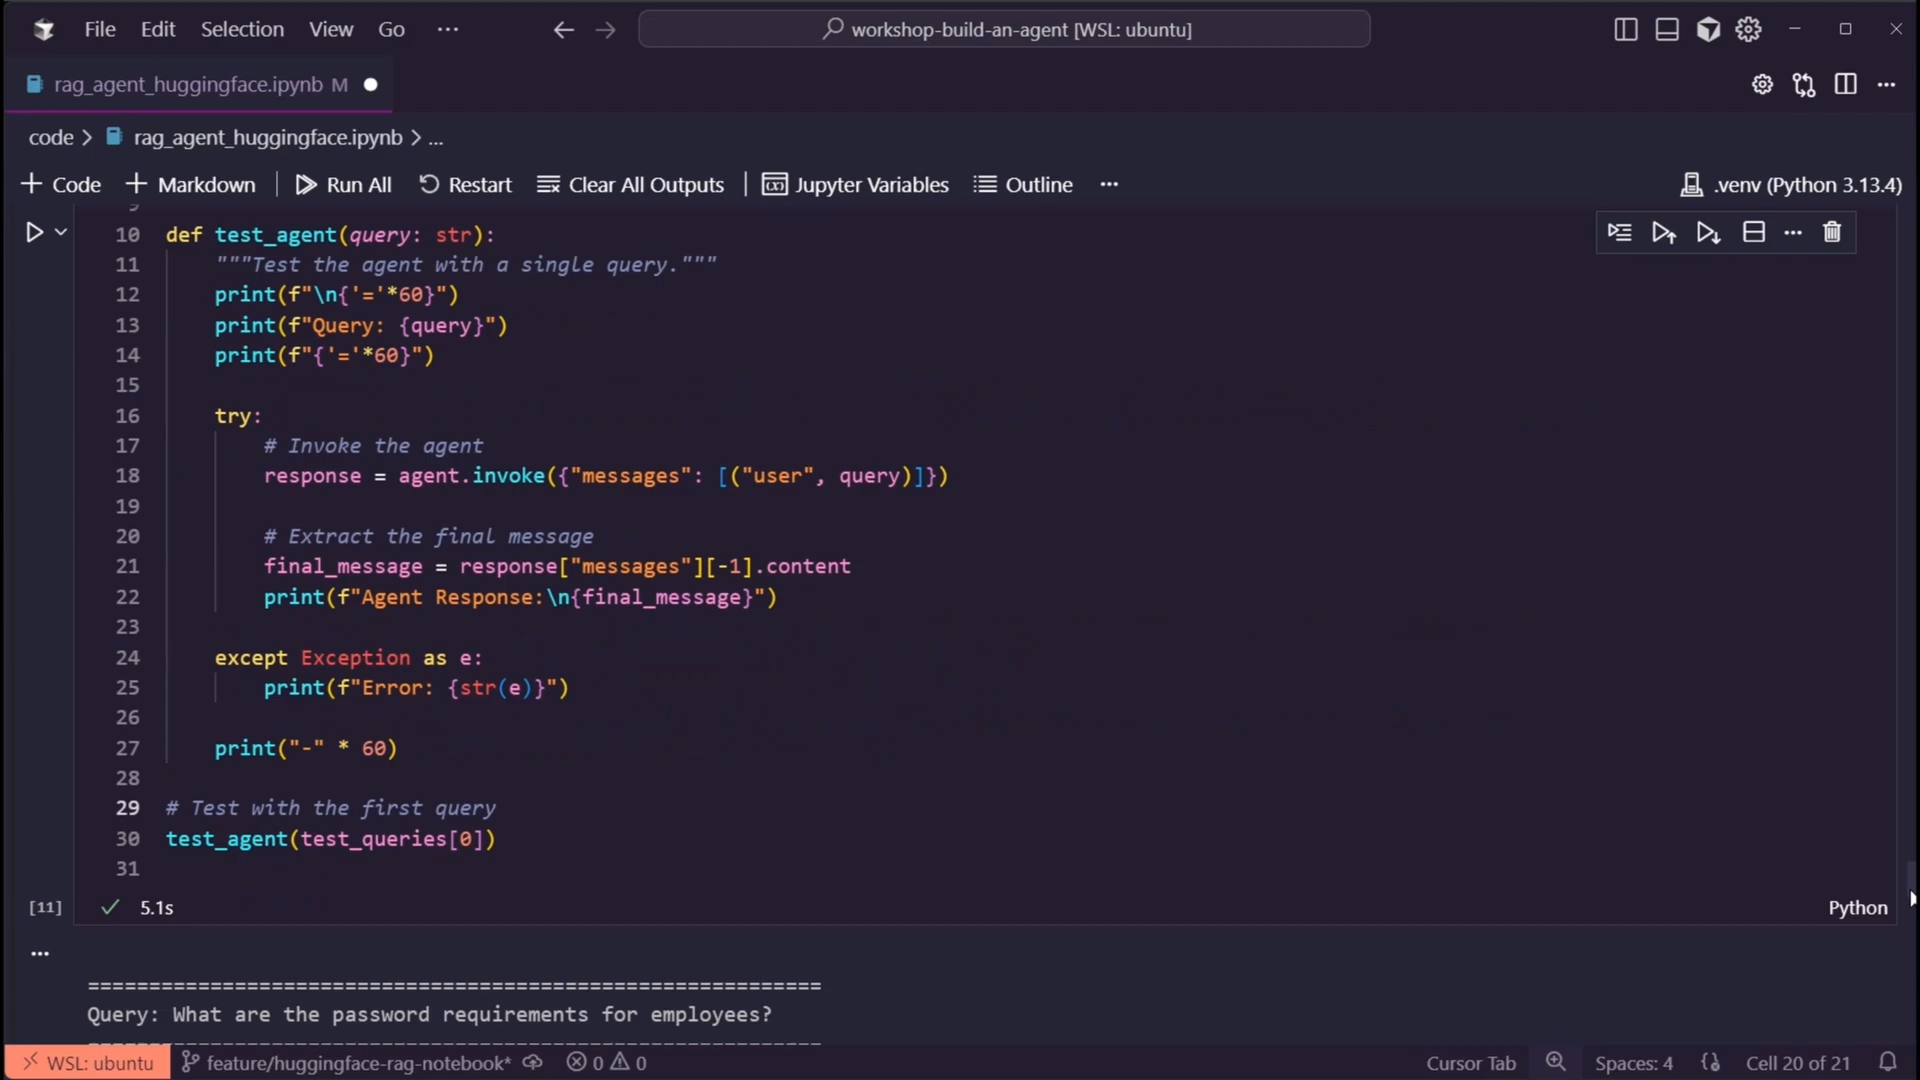 File Edit Selection View Go ··· workshop-build-an-agent [WSL: ubuntu]
rag_agent_huggingface.ipynb M
code > rag_agent_huggingface.ipynb > ...
+ Code + Markdown | Run All Restart Clear All Outputs | Jupyter Variables Outline ··· .venv (Python 3.13.4)
9
10 def test_agent(query: str):
11 """Test the agent with a single query."""
12 print(f"\n{'='*60}")
13 print(f"Query: {query}")
14 print(f"{'='*60}")
15
16 try:
17 # Invoke the agent
18 response = agent.invoke({"messages": [("user", query)]})
19
20 # Extract the final message
21 final_message = response["messages"][-1].content
22 print(f"Agent Response:\n{final_message}")
23
24 except Exception as e:
25 print(f"Error: {str(e)}")
26
27 print("-" * 60)
28
29 # Test with the first query
30 test_agent(test_queries[0])
31
[11] 5.1s Python
...
============================================================
Query: What are the password requirements for employees?
============================================================
WSL: ubuntu feature/huggingface-rag-notebook* 0 0 Cursor Tab Spaces: 4 Cell 20 of 21